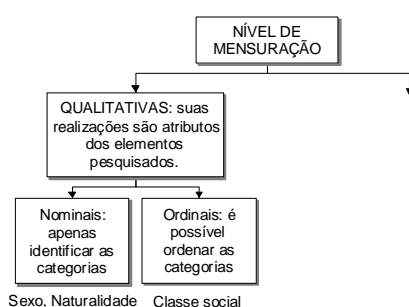 NÍVEL DE
MENSURAÇÃO
QUALITATIVAS: suas
realizações são atributos
dos elementos
pesquisados.
Nominais:
apenas
identificar as
categorias
Ordinais: é
possível
ordenar as
categorias
Sexo, Naturalidade
Classe social